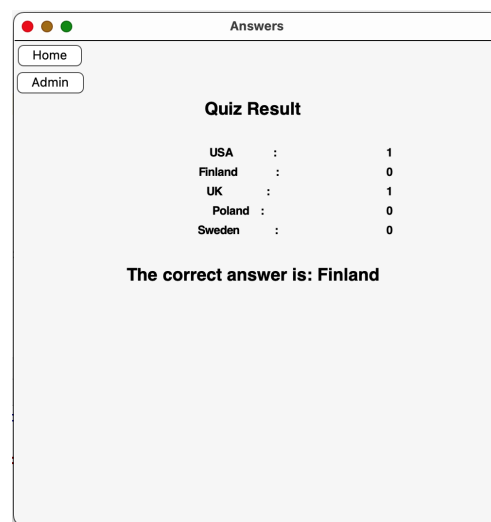 Answers
Home
Admin
Quiz Result
USA : 1
Finland : 0
UK : 1
Poland : 0
Sweden : 0
The correct answer is: Finland